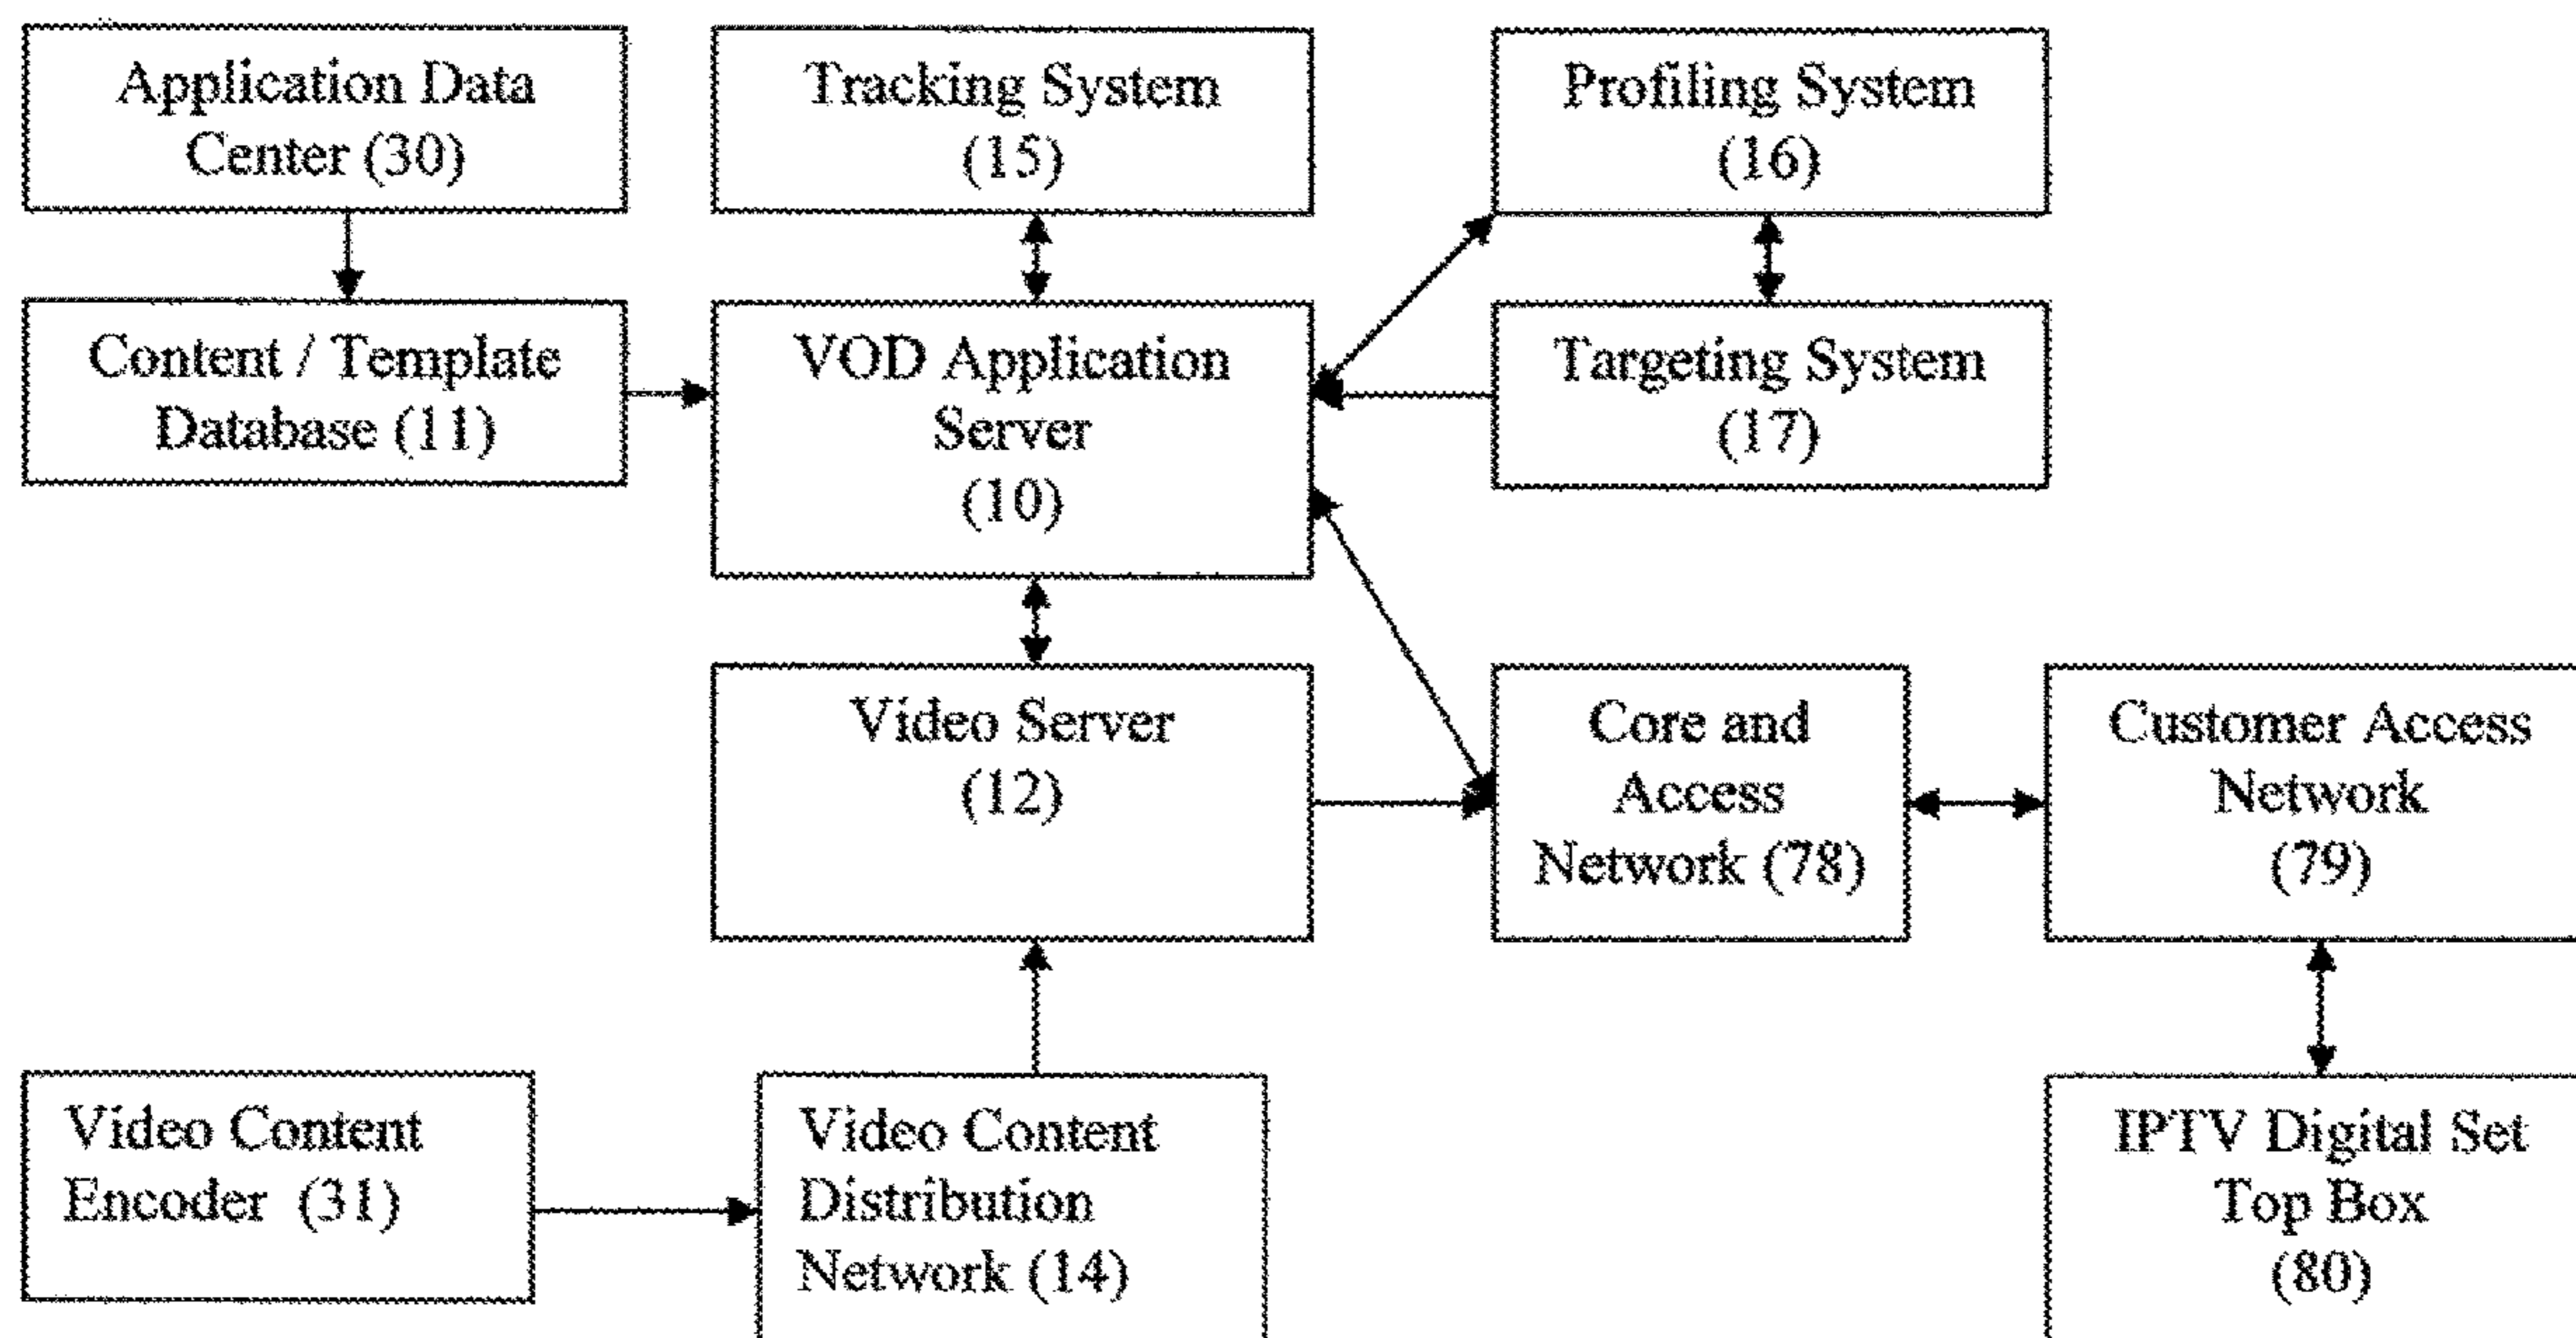 Application Data
Center (30)
Tracking System
(15)
Profiling System
(16)
Content / Template
Database (11)
VOD Application
Server
(10)
Targeting System
(17)
Video Server
(12)
Core and
Access
Network (78)
Customer Access
Network
(79)
Video Content
Encoder (31)
Video Content
Distribution
Network (14)
IPTV Digital Set
Top Box
(80)